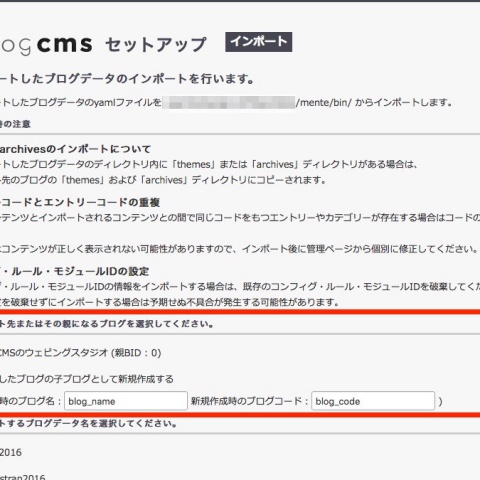 og cms セットアップ インポート
ートしたブログデータのインポートを行います。
ートしたブログデータのyamlファイルを /mente/bin/ からインポートします。
時の注意
archivesのインポートについて
ートしたブログデータのディレクトリ内に「themes」または「archives」ディレクトリがある場合は、
ト先のブログの「themes」および「archives」ディレクトリにコピーされます。
コードとエントリーコードの重複
ンテンツとインポートされるコンテンツとの間で同じコードをもつエントリーやカテゴリーが存在する場合はコードの
はコンテンツが正しく表示されない可能性がありますので、インポート後に管理ページから個別に修正してください。
グ・ルール・モジュールIDの設定
グ・ルール・モジュールIDの情報をインポートする場合は、既存のコンフィグ・ルール・モジュールIDを破棄してくだ
定を破棄せずにインポートする場合は予期せぬ不具合が発生する可能性があります。
ート先またはその親になるブログを選択してください。
CMSのウェビングスタジオ (親BID : 0)
したブログの子ブログとして新規作成する
時のブログ名 : blog_name 新規作成時のブログコード : blog_code )
ートするブログデータ名を選択してください。
2016
strap2016